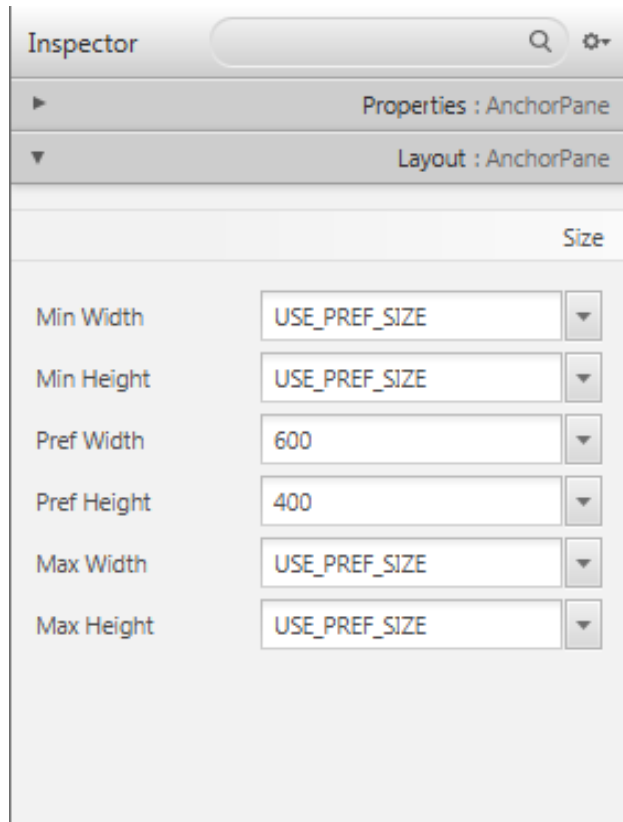 Inspector
Properties : AnchorPane
Layout : AnchorPane
Size
Min Width USE_PREF_SIZE
Min Height USE_PREF_SIZE
Pref Width 600
Pref Height 400
Max Width USE_PREF_SIZE
Max Height USE_PREF_SIZE